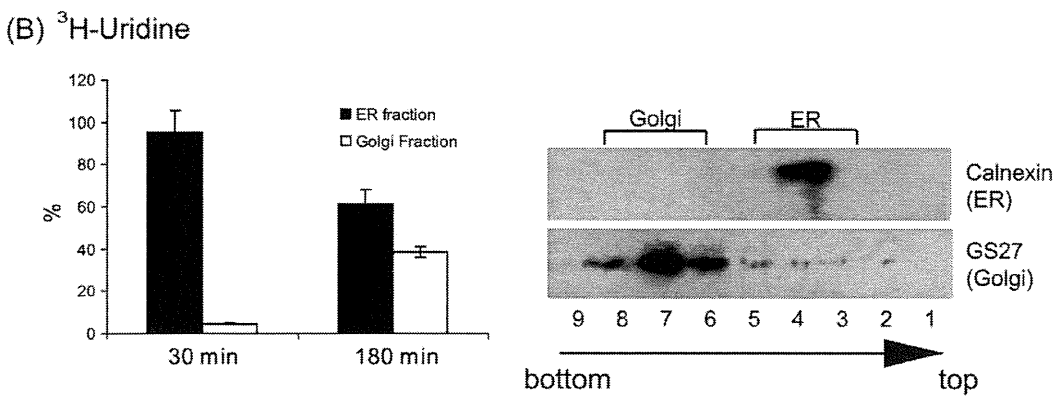 (B) ³H-Uridine
120
100
80
60
40
20
0
%
ER fraction
Golgi Fraction
30 min
180 min
Golgi
ER
Calnexin
(ER)
GS27
(Golgi)
9 8 7 6 5 4 3 2 1
bottom
top